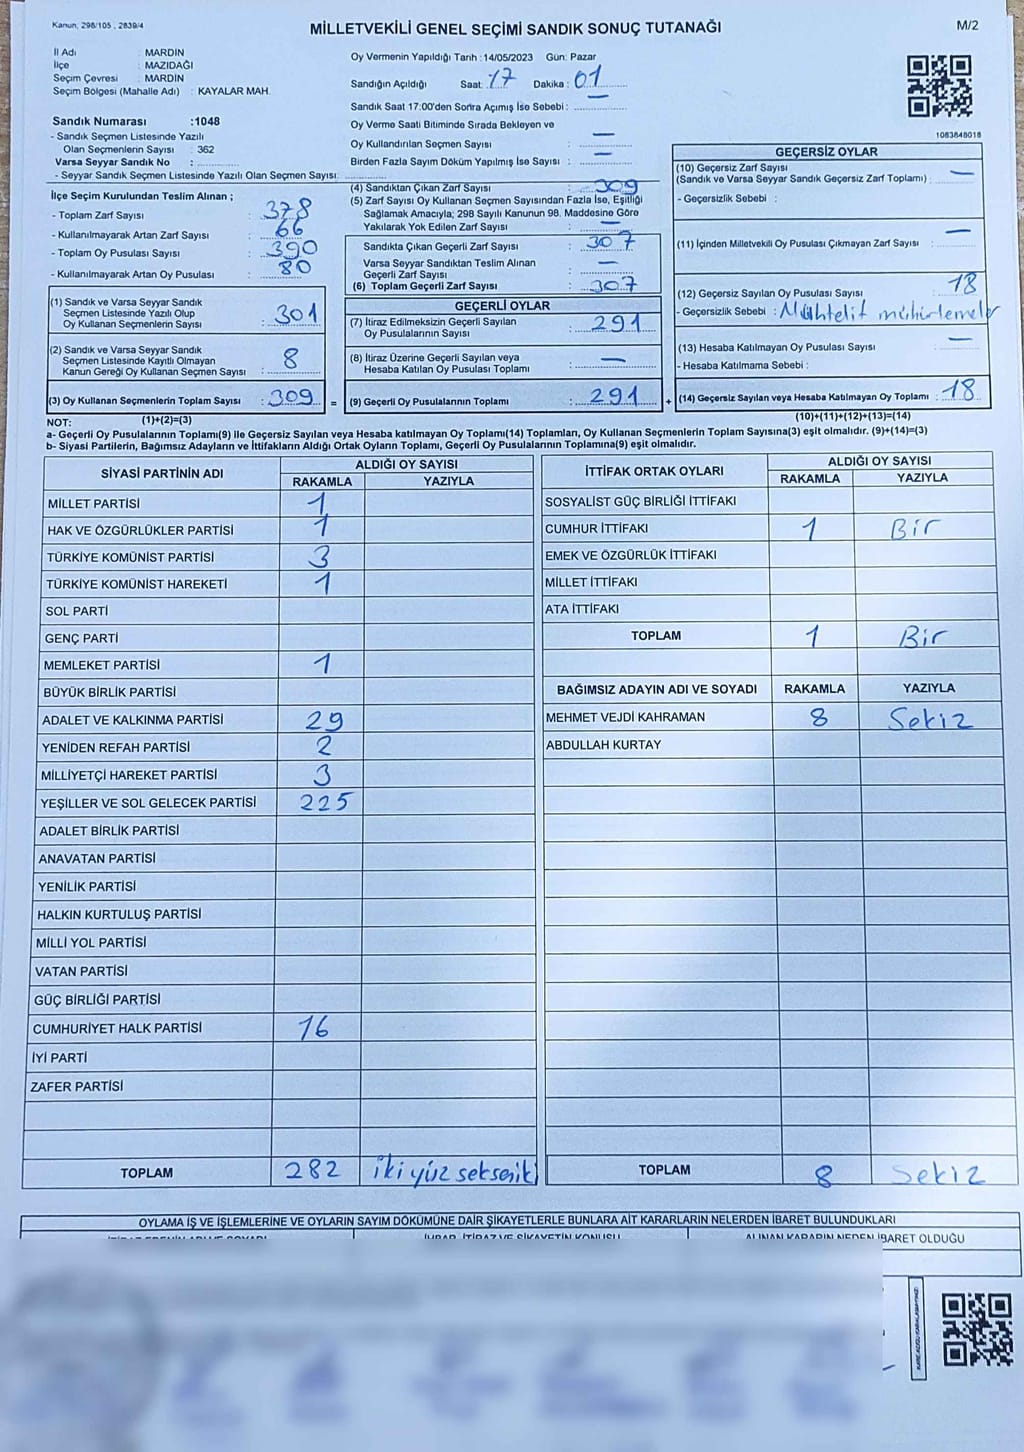 Kanun, 298/105 , 2839/4
MİLLETVEKİLİ GENEL SEÇİMİ SANDIK SONUÇ TUTANAĞI
M/2
İl Adı : MARDİN
İlçe : MAZIDAĞI
Seçim Çevresi : MARDİN
Seçim Bölgesi (Mahalle Adı) : KAYALAR MAH.
Sandık Numarası :1048
- Sandık Seçmen Listesinde Yazılı
Olan Seçmenlerin Sayısı : 362
Varsa Seyyar Sandık No :
- Seyyar Sandık Seçmen Listesinde Yazılı Olan Seçmen Sayısı:
Oy Vermenin Yapıldığı Tarih :14/05/2023 Gün: Pazar
Sandığın Açıldığı Saat: 17 Dakika : 01
Sandık Saat 17:00'den Sonra Açımış İse Sebebi : —
Oy Verme Saati Bitiminde Sırada Bekleyen ve
Oy Kullandırılan Seçmen Sayısı : —
Birden Fazla Sayım Döküm Yapılmış İse Sayısı : —
1083848018
İlçe Seçim Kurulundan Teslim Alınan ;
- Toplam Zarf Sayısı : 378
- Kullanılmayarak Artan Zarf Sayısı : 66
- Toplam Oy Pusulası Sayısı : 390
- Kullanılmayarak Artan Oy Pusulası : 80
(1) Sandık ve Varsa Seyyar Sandık
Seçmen Listesinde Yazılı Olup
Oy Kullanan Seçmenlerin Sayısı : 301
(2) Sandık ve Varsa Seyyar Sandık
Seçmen Listesinde Kayıtlı Olmayan
Kanun Gereği Oy Kullanan Seçmen Sayısı : 8
(3) Oy Kullanan Seçmenlerin Toplam Sayısı : 309 =
(4) Sandıktan Çıkan Zarf Sayısı : 309
(5) Zarf Sayısı Oy Kullanan Seçmen Sayısından Fazla İse, Eşitliği
Sağlamak Amacıyla; 298 Sayılı Kanunun 98. Maddesine Göre
Yakılarak Yok Edilen Zarf Sayısı : —
Sandıkta Çıkan Geçerli Zarf Sayısı : 307
Varsa Seyyar Sandıktan Teslim Alınan
Geçerli Zarf Sayısı : —
(6) Toplam Geçerli Zarf Sayısı : 307
GEÇERLİ OYLAR
(7) İtiraz Edilmeksizin Geçerli Sayılan
Oy Pusulalarının Sayısı : 291
(8) İtiraz Üzerine Geçerli Sayılan veya
Hesaba Katılan Oy Pusulası Toplamı : —
(9) Geçerli Oy Pusulalarının Toplamı : 291 +
GEÇERSİZ OYLAR
(10) Geçersiz Zarf Sayısı
(Sandık ve Varsa Seyyar Sandık Geçersiz Zarf Toplamı) : —
- Geçersizlik Sebebi :
(11) İçinden Milletvekili Oy Pusulası Çıkmayan Zarf Sayısı : —
(12) Geçersiz Sayılan Oy Pusulası Sayısı : 18
- Geçersizlik Sebebi : Muhtelif mühürlemeler
(13) Hesaba Katılmayan Oy Pusulası Sayısı : —
- Hesaba Katılmama Sebebi :
(14) Geçersiz Sayılan veya Hesaba Katılmayan Oy Toplamı : 18
NOT: (1)+(2)=(3)
(10)+(11)+(12)+(13)=(14)
a- Geçerli Oy Pusulalarının Toplamı(9) ile Geçersiz Sayılan veya Hesaba katılmayan Oy Toplamı(14) Toplamları, Oy Kullanan Seçmenlerin Toplam Sayısına(3) eşit olmalıdır. (9)+(14)=(3)
b- Siyasi Partilerin, Bağımsız Adayların ve İttifakların Aldığı Ortak Oyların Toplamı, Geçerli Oy Pusulalarının Toplamına(9) eşit olmalıdır.
SİYASİ PARTİNİN ADI ALDIĞI OY SAYISI
RAKAMLA YAZIYLA
MİLLET PARTİSİ 1
HAK VE ÖZGÜRLÜKLER PARTİSİ 1
TÜRKİYE KOMÜNİST PARTİSİ 3
TÜRKİYE KOMÜNİST HAREKETİ 1
SOL PARTİ
GENÇ PARTİ
MEMLEKET PARTİSİ 1
BÜYÜK BİRLİK PARTİSİ
ADALET VE KALKINMA PARTİSİ 29
YENİDEN REFAH PARTİSİ 2
MİLLİYETÇİ HAREKET PARTİSİ 3
YEŞİLLER VE SOL GELECEK PARTİSİ 225
ADALET BİRLİK PARTİSİ
ANAVATAN PARTİSİ
YENİLİK PARTİSİ
HALKIN KURTULUŞ PARTİSİ
MİLLİ YOL PARTİSİ
VATAN PARTİSİ
GÜÇ BİRLİĞİ PARTİSİ
CUMHURİYET HALK PARTİSİ 16
İYİ PARTİ
ZAFER PARTİSİ
TOPLAM 282 iki yüz seksen iki
İTTİFAK ORTAK OYLARI ALDIĞI OY SAYISI
RAKAMLA YAZIYLA
SOSYALİST GÜÇ BİRLİĞİ İTTİFAKI
CUMHUR İTTİFAKI 1 Bir
EMEK VE ÖZGÜRLÜK İTTİFAKI
MİLLET İTTİFAKI
ATA İTTİFAKI
TOPLAM 1 Bir
BAĞIMSIZ ADAYIN ADI VE SOYADI RAKAMLA YAZIYLA
MEHMET VEJDİ KAHRAMAN 8 Sekiz
ABDULLAH KURTAY
TOPLAM 8 Sekiz
OYLAMA İŞ VE İŞLEMLERİNE VE OYLARIN SAYIM DÖKÜMÜNE DAİR ŞİKAYETLERLE BUNLARA AİT KARARLARIN NELERDEN İBARET BULUNDUKLARI
İHBAR, İTİRAZ VE ŞİKAYETİN KONUSU
ALINAN KARARIN NEDEN İBARET OLDUĞU